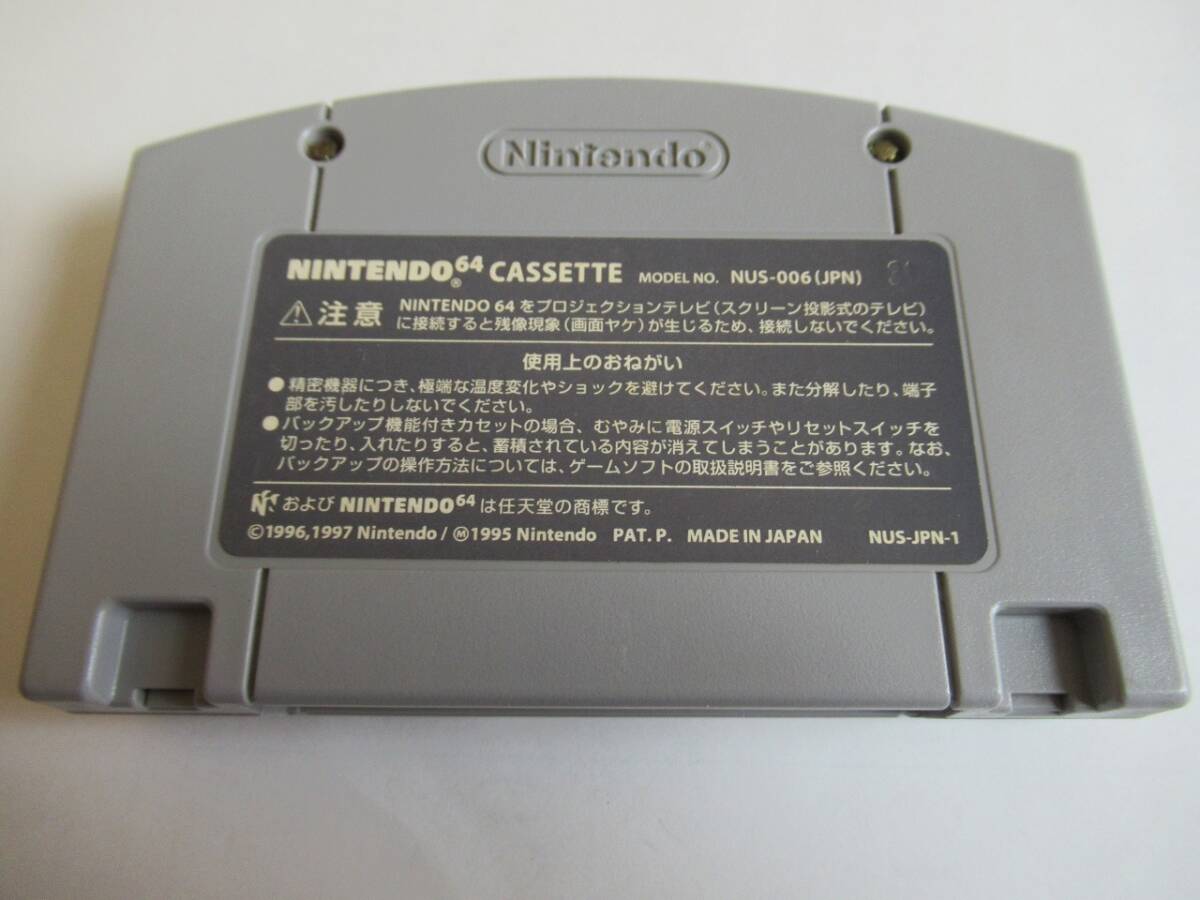 Nintendo
NINTENDO64® CASSETTE MODEL NO. NUS-006(JPN)
注意 NINTENDO 64をプロジェクションテレビ(スクリーン投影式のテレビ)
に接続すると残像現象(画面ヤケ)が生じるため、接続しないでください。
使用上のおねがい
●精密機器につき、極端な温度変化やショックを避けてください。また分解したり、端子
部を汚したりしないでください。
●バックアップ機能付きカセットの場合、むやみに電源スイッチやリセットスイッチを
切ったり、入れたりすると、蓄積されている内容が消えてしまうことがあります。なお、
バックアップの操作方法については、ゲームソフトの取扱説明書をご参照ください。
および NINTENDO64 は任天堂の商標です。
©1996,1997 Nintendo / Ⓜ1995 Nintendo PAT. P. MADE IN JAPAN NUS-JPN-1